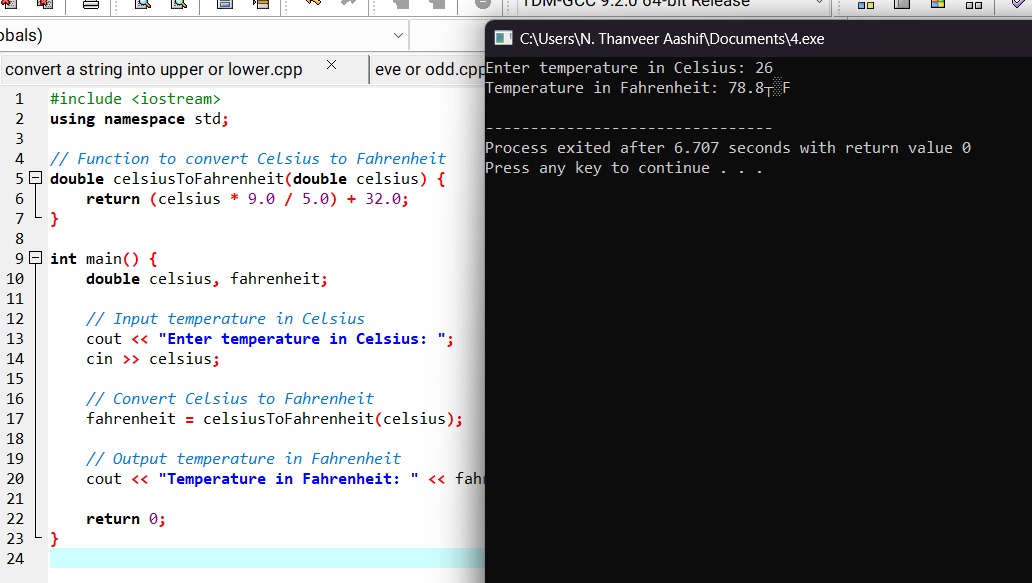 TDM-GCC 9.2.0 64-bit Release
obals)
convert a string into upper or lower.cpp
eve or odd.cpp
1 #include <iostream>
2 using namespace std;
3
4 // Function to convert Celsius to Fahrenheit
5 double celsiusToFahrenheit(double celsius) {
6 return (celsius * 9.0 / 5.0) + 32.0;
7 }
8
9 int main() {
10 double celsius, fahrenheit;
11
12 // Input temperature in Celsius
13 cout << "Enter temperature in Celsius: ";
14 cin >> celsius;
15
16 // Convert Celsius to Fahrenheit
17 fahrenheit = celsiusToFahrenheit(celsius);
18
19 // Output temperature in Fahrenheit
20 cout << "Temperature in Fahrenheit: " << fah
21
22 return 0;
23 }
24
C:\Users\N. Thanveer Aashif\Documents\4.exe
Enter temperature in Celsius: 26
Temperature in Fahrenheit: 78.8┬░F
--------------------------------
Process exited after 6.707 seconds with return value 0
Press any key to continue . . .